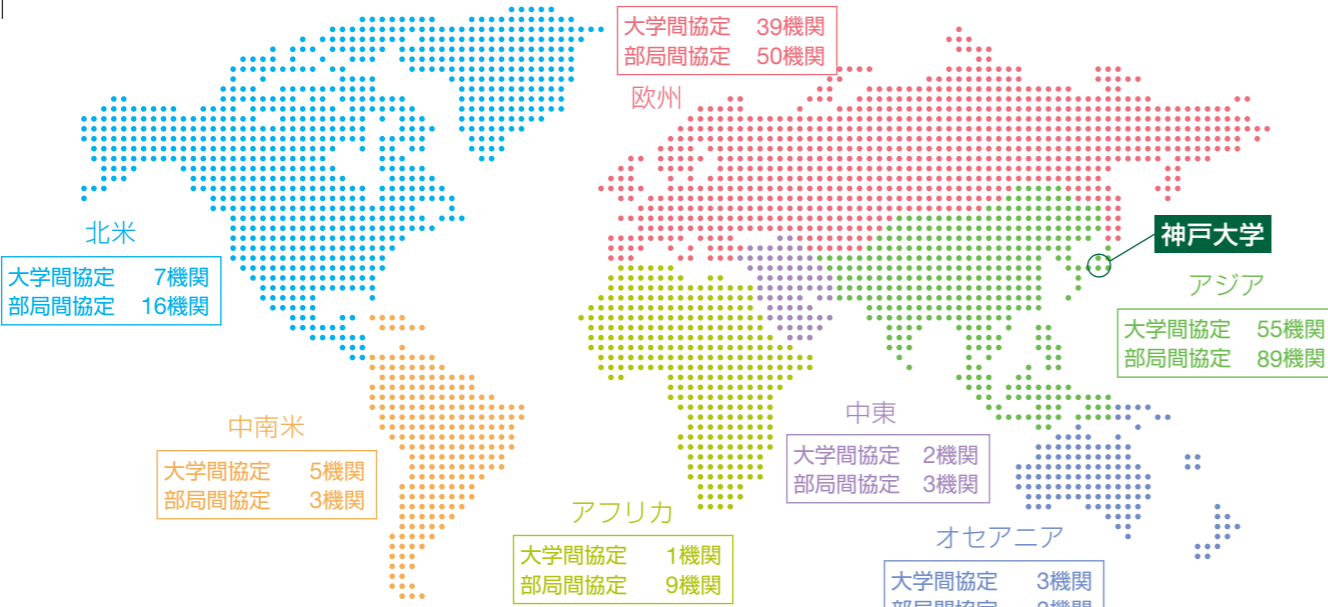 大学間協定 39機関
部局間協定 50機関
欧州
北米
大学間協定 7機関
部局間協定 16機関
神戸大学
アジア
大学間協定 55機関
部局間協定 89機関
中南米
大学間協定 5機関
部局間協定 3機関
中東
大学間協定 2機関
部局間協定 3機関
アフリカ
大学間協定 1機関
部局間協定 9機関
オセアニア
大学間協定 3機関